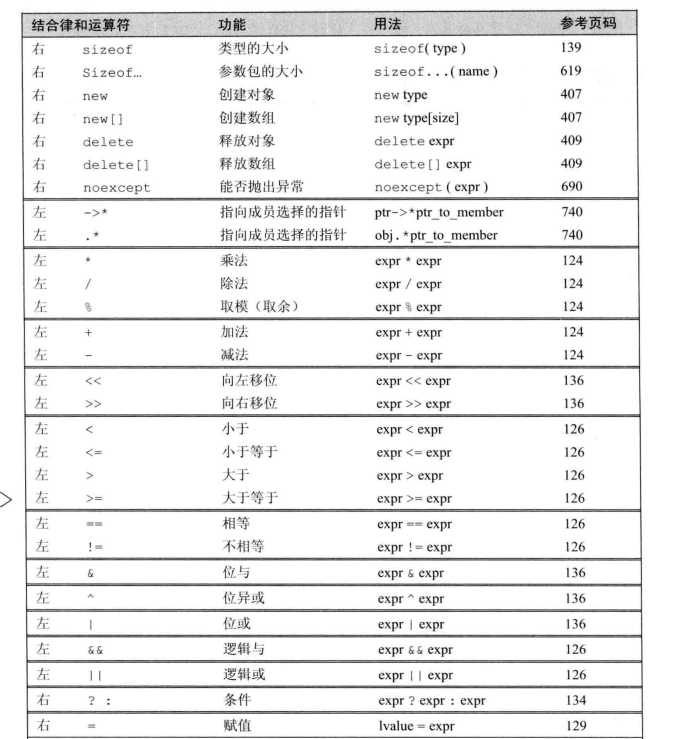 结合律和运算符 功能 用法 参考页码
右 sizeof 类型的大小 sizeof( type ) 139
右 Sizeof… 参数包的大小 sizeof...( name ) 619
右 new 创建对象 new type 407
右 new[] 创建数组 new type[size] 407
右 delete 释放对象 delete expr 409
右 delete[] 释放数组 delete[] expr 409
右 noexcept 能否抛出异常 noexcept ( expr ) 690
左 ->* 指向成员选择的指针 ptr->*ptr_to_member 740
左 .* 指向成员选择的指针 obj.*ptr_to_member 740
左 * 乘法 expr * expr 124
左 / 除法 expr / expr 124
左 % 取模（取余） expr % expr 124
左 + 加法 expr + expr 124
左 - 减法 expr - expr 124
左 << 向左移位 expr << expr 136
左 >> 向右移位 expr >> expr 136
左 < 小于 expr < expr 126
左 <= 小于等于 expr <= expr 126
左 > 大于 expr > expr 126
左 >= 大于等于 expr >= expr 126
左 == 相等 expr == expr 126
左 != 不相等 expr != expr 126
左 & 位与 expr & expr 136
左 ^ 位异或 expr ^ expr 136
左 | 位或 expr | expr 136
左 && 逻辑与 expr && expr 126
左 || 逻辑或 expr || expr 126
右 ? : 条件 expr ? expr : expr 134
右 = 赋值 lvalue = expr 129